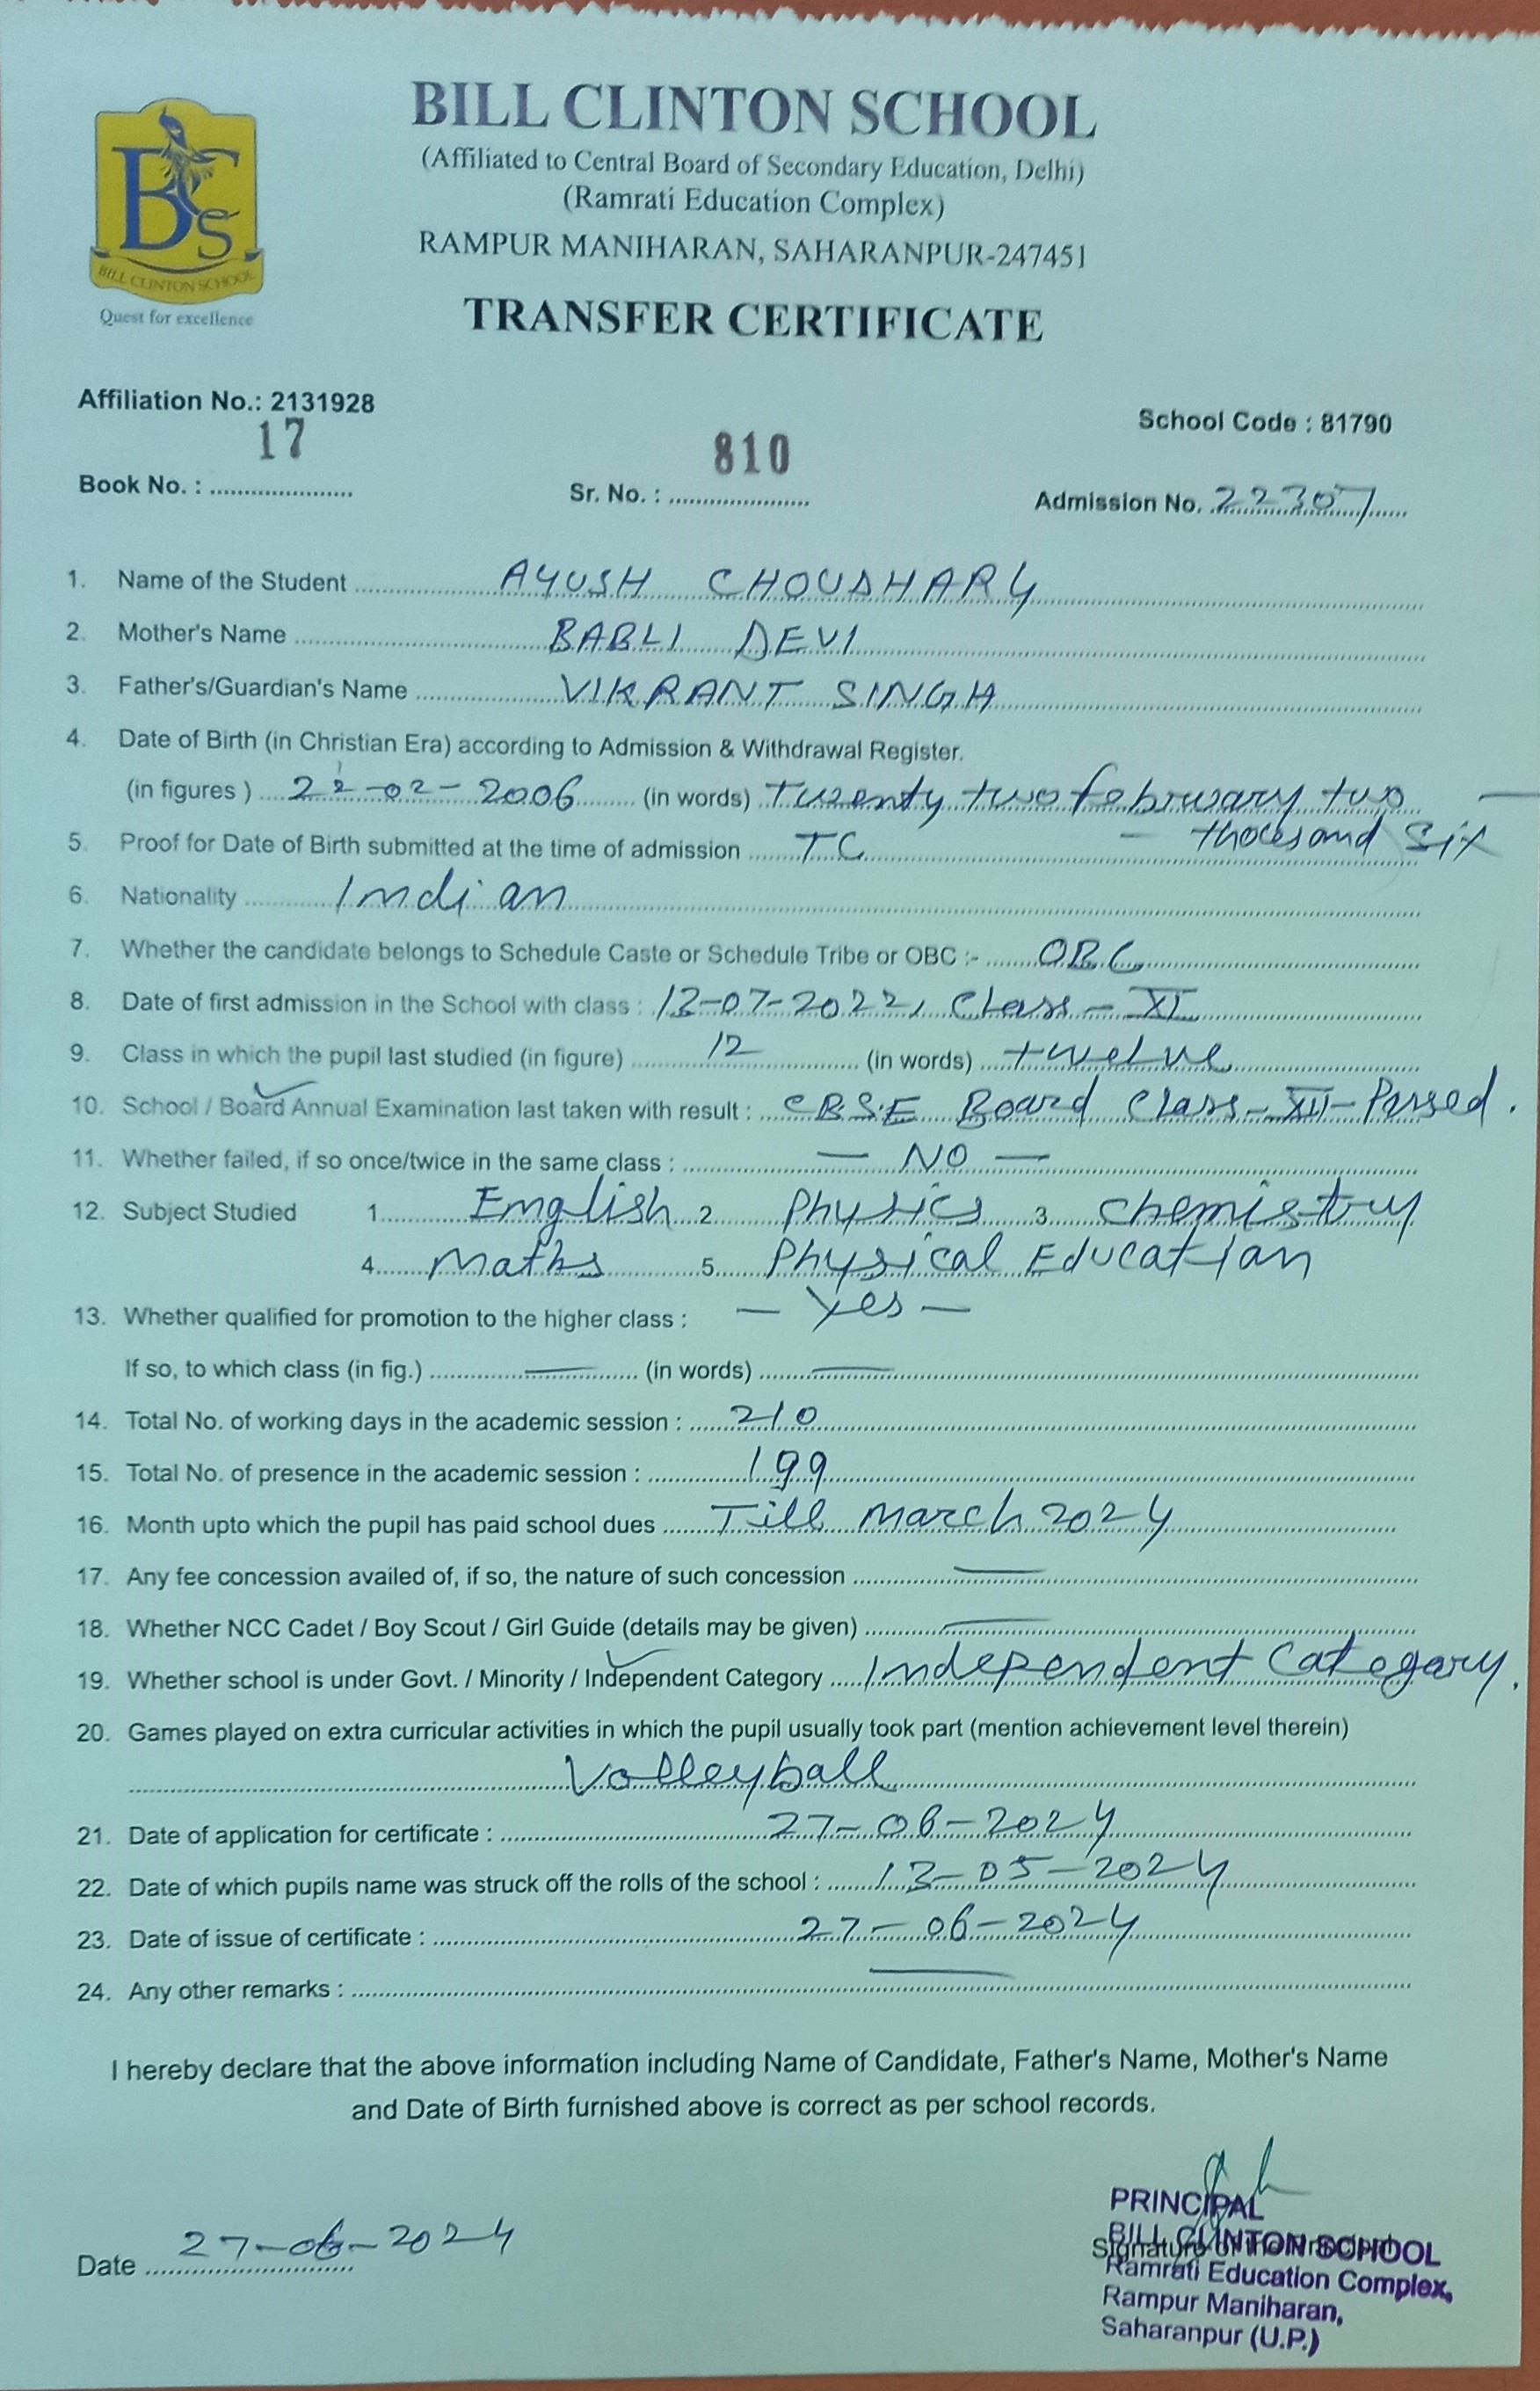 BILL CLINTON SCHOOL
(Affiliated to Central Board of Secondary Education, Delhi)
(Ramrati Education Complex)
RAMPUR MANIHARAN, SAHARANPUR-247451
BCS
BILL CLINTON SCHOOL
Quest for excellence
TRANSFER CERTIFICATE
Affiliation No.: 2131928
School Code : 81790
Book No. : 17 Sr. No. : 810 Admission No. 22307
1. Name of the Student AYUSH CHOUDHARY
2. Mother's Name BABLI DEVI
3. Father's/Guardian's Name VIKRANT SINGH
4. Date of Birth (in Christian Era) according to Admission & Withdrawal Register.
(in figures ) 22-02-2006 (in words) Twenty two february two —
— thousand six
5. Proof for Date of Birth submitted at the time of admission TC
6. Nationality Indian
7. Whether the candidate belongs to Schedule Caste or Schedule Tribe or OBC :- OBC
8. Date of first admission in the School with class : 12-07-2022, Class - XI
9. Class in which the pupil last studied (in figure) 12 (in words) twelve
10. School / Board Annual Examination last taken with result : CBSE Board Class-XII-Passed.
11. Whether failed, if so once/twice in the same class : — NO —
12. Subject Studied 1. English 2. Physics 3. Chemistry
4. Maths 5. Physical Education
13. Whether qualified for promotion to the higher class : — Yes —
If so, to which class (in fig.) — (in words) —
14. Total No. of working days in the academic session : 210
15. Total No. of presence in the academic session : 199
16. Month upto which the pupil has paid school dues Till March 2024
17. Any fee concession availed of, if so, the nature of such concession —
18. Whether NCC Cadet / Boy Scout / Girl Guide (details may be given) —
19. Whether school is under Govt. / Minority / Independent Category Independent Categary.
20. Games played on extra curricular activities in which the pupil usually took part (mention achievement level therein)
Volleyball
21. Date of application for certificate : 27-06-2024
22. Date of which pupils name was struck off the rolls of the school : 13-05-2024
23. Date of issue of certificate : 27-06-2024
24. Any other remarks : —
I hereby declare that the above information including Name of Candidate, Father's Name, Mother's Name
and Date of Birth furnished above is correct as per school records.
Date 27-06-2024
PRINCIPAL
BILL CLINTON SCHOOL
Signature of the Principal
Ramrati Education Complex,
Rampur Maniharan,
Saharanpur (U.P.)